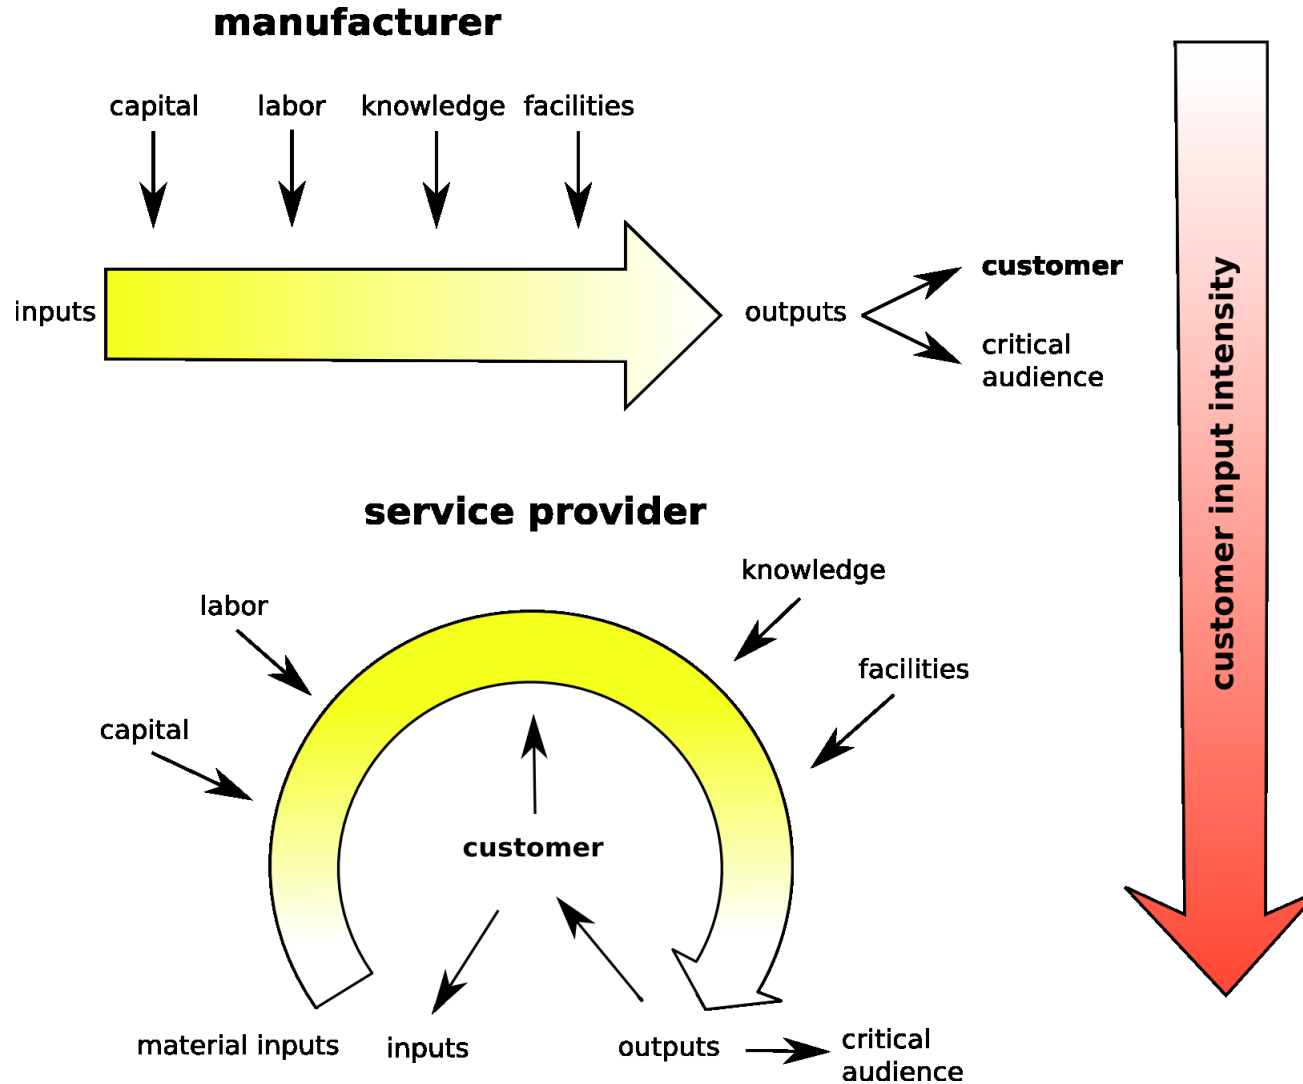 manufacturer
capital labor knowledge facilities
inputs
outputs
customer
critical
audience
customer input intensity
service provider
knowledge
labor
facilities
capital
customer
material inputs
inputs
outputs
critical
audience